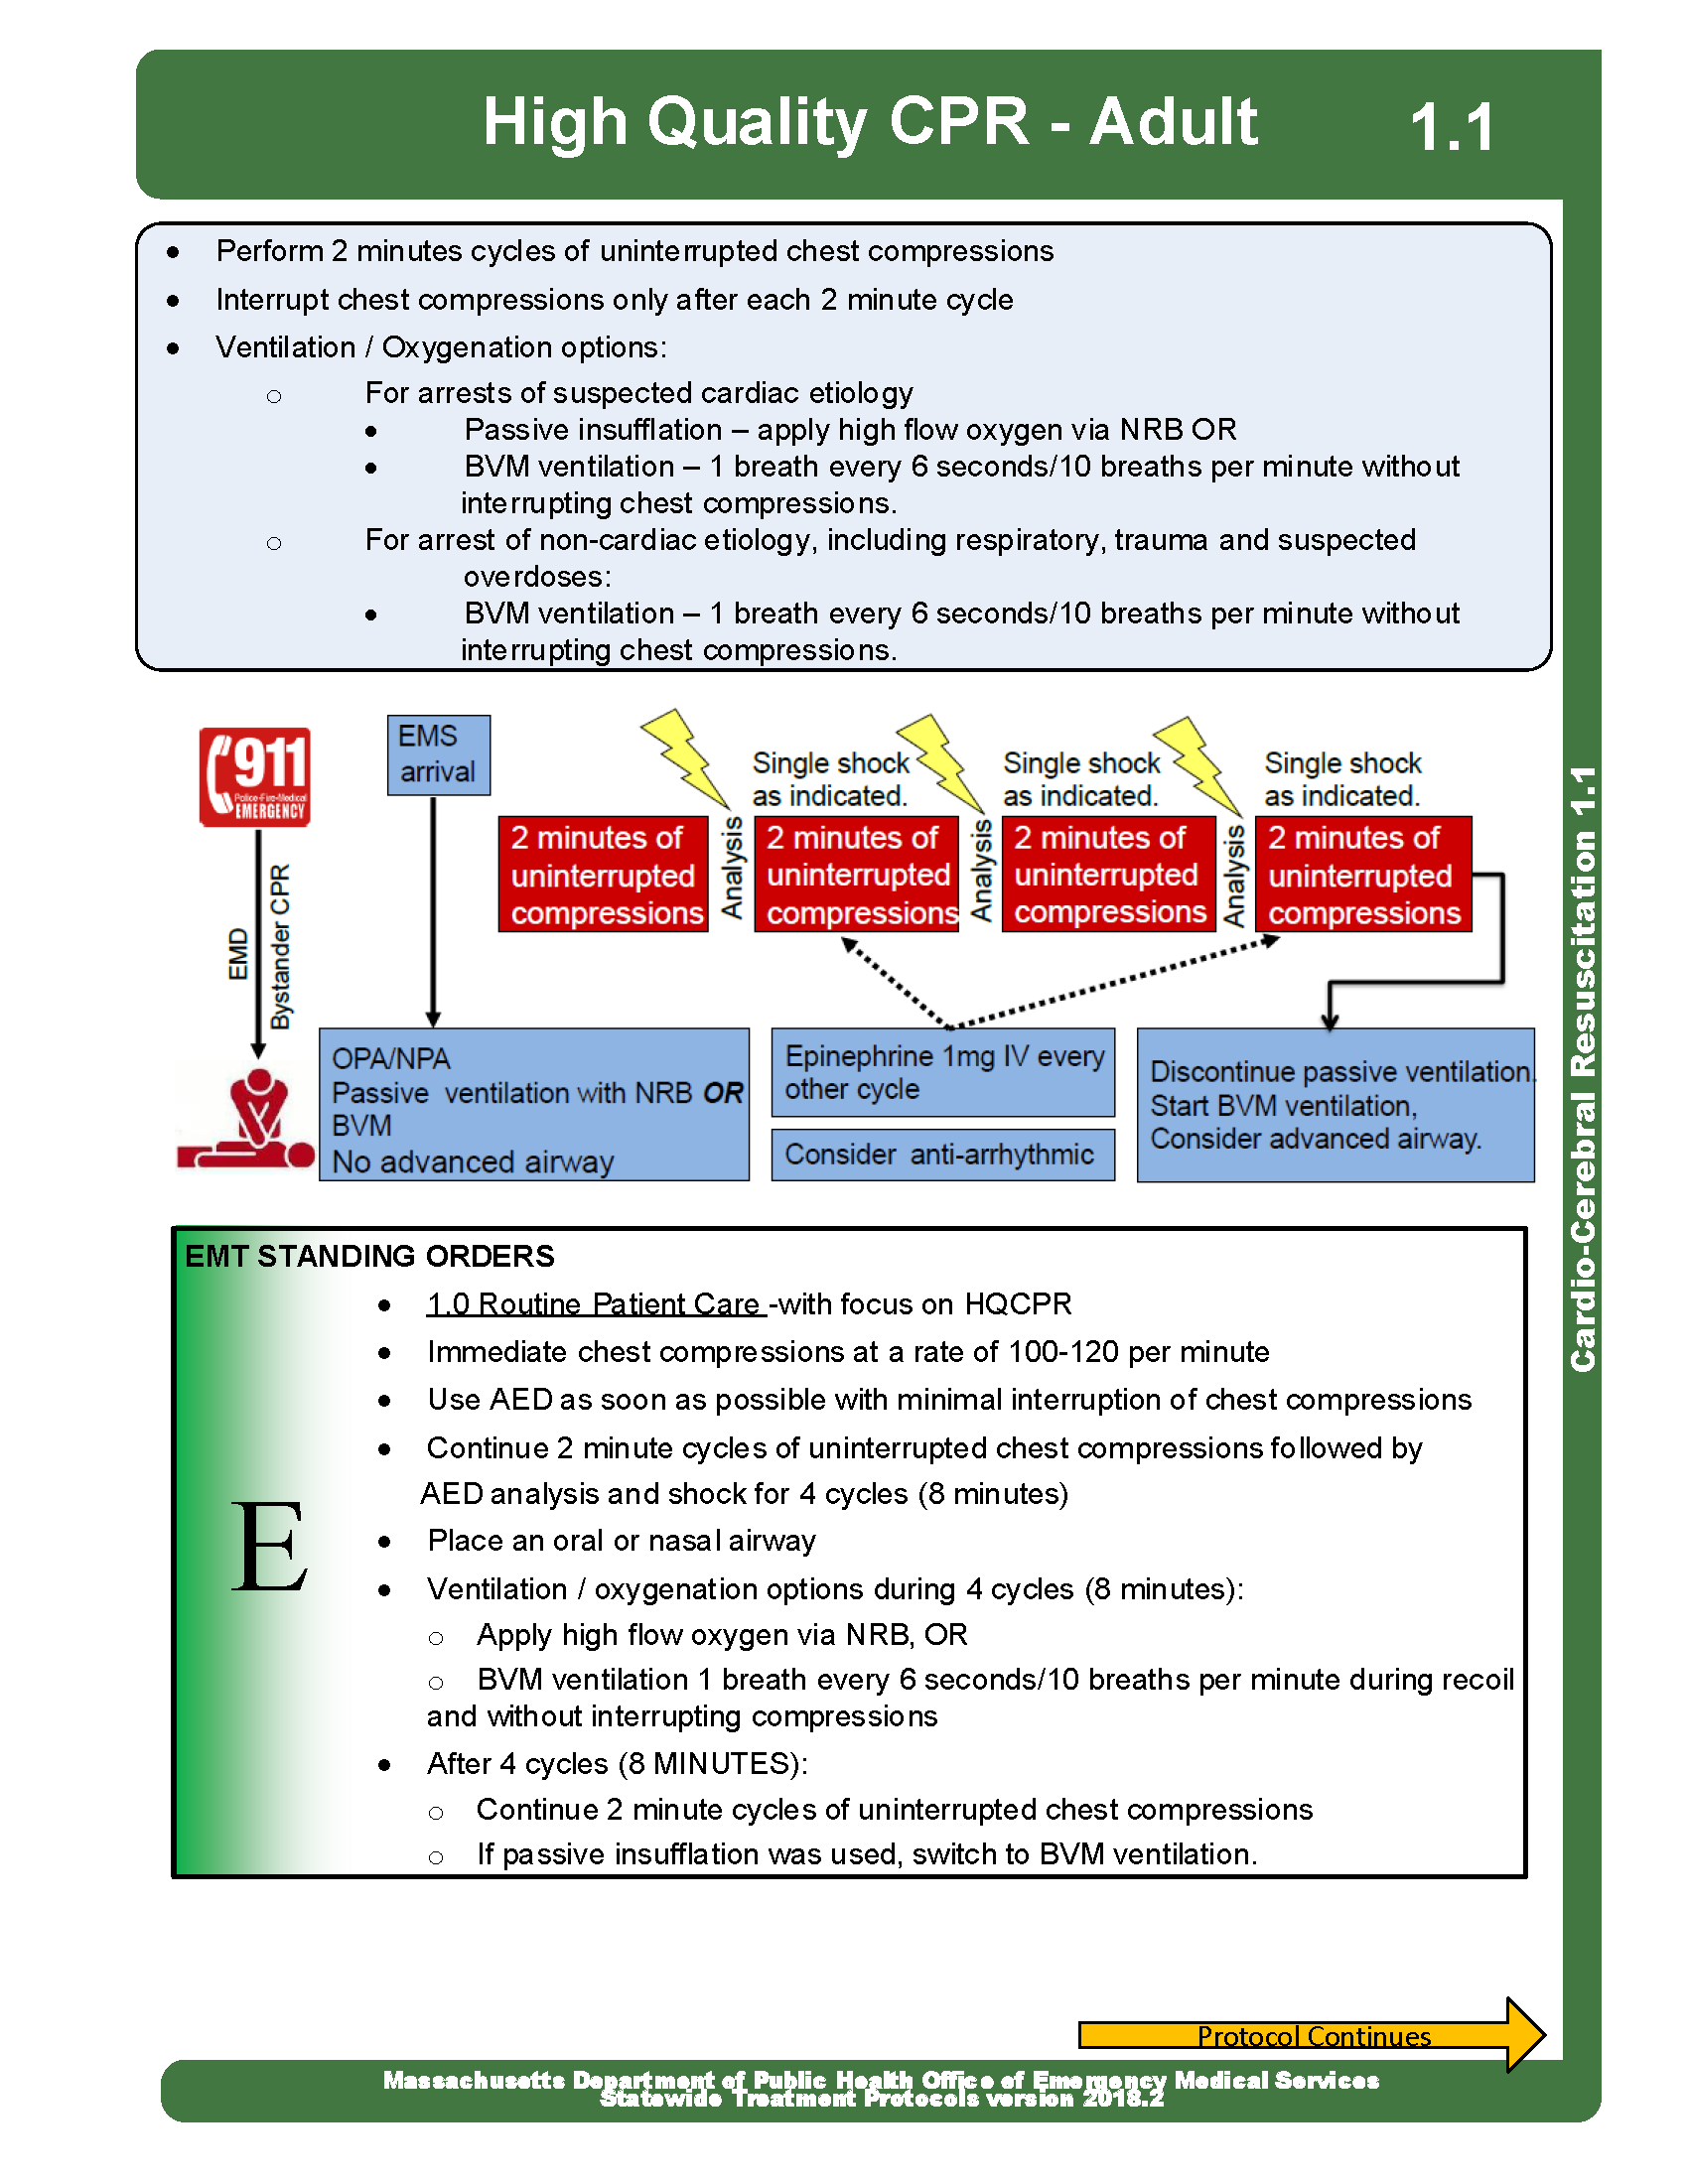 High Quality CPR - Adult 1.1
• Perform 2 minutes cycles of uninterrupted chest compressions
• Interrupt chest compressions only after each 2 minute cycle
• Ventilation / Oxygenation options:
o For arrests of suspected cardiac etiology
• Passive insufflation – apply high flow oxygen via NRB OR
• BVM ventilation – 1 breath every 6 seconds/10 breaths per minute without
interrupting chest compressions.
o For arrest of non-cardiac etiology, including respiratory, trauma and suspected
overdoses:
• BVM ventilation – 1 breath every 6 seconds/10 breaths per minute without
interrupting chest compressions.
911
Police-Fire-Medical
EMERGENCY
EMD
Bystander CPR
EMS
arrival
2 minutes of
uninterrupted
compressions
Analysis
Single shock
as indicated.
2 minutes of
uninterrupted
compressions
Analysis
Single shock
as indicated.
2 minutes of
uninterrupted
compressions
Analysis
Single shock
as indicated.
2 minutes of
uninterrupted
compressions
OPA/NPA
Passive ventilation with NRB OR
BVM
No advanced airway
Epinephrine 1mg IV every
other cycle
Consider anti-arrhythmic
Discontinue passive ventilation.
Start BVM ventilation,
Consider advanced airway.
Cardio-Cerebral Resuscitation 1.1
EMT STANDING ORDERS
E
• 1.0 Routine Patient Care -with focus on HQCPR
• Immediate chest compressions at a rate of 100-120 per minute
• Use AED as soon as possible with minimal interruption of chest compressions
• Continue 2 minute cycles of uninterrupted chest compressions followed by
AED analysis and shock for 4 cycles (8 minutes)
• Place an oral or nasal airway
• Ventilation / oxygenation options during 4 cycles (8 minutes):
o Apply high flow oxygen via NRB, OR
o BVM ventilation 1 breath every 6 seconds/10 breaths per minute during recoil
and without interrupting compressions
• After 4 cycles (8 MINUTES):
o Continue 2 minute cycles of uninterrupted chest compressions
o If passive insufflation was used, switch to BVM ventilation.
Protocol Continues
Massachusetts Department of Public Health Office of Emergency Medical Services
Statewide Treatment Protocols version 2018.2